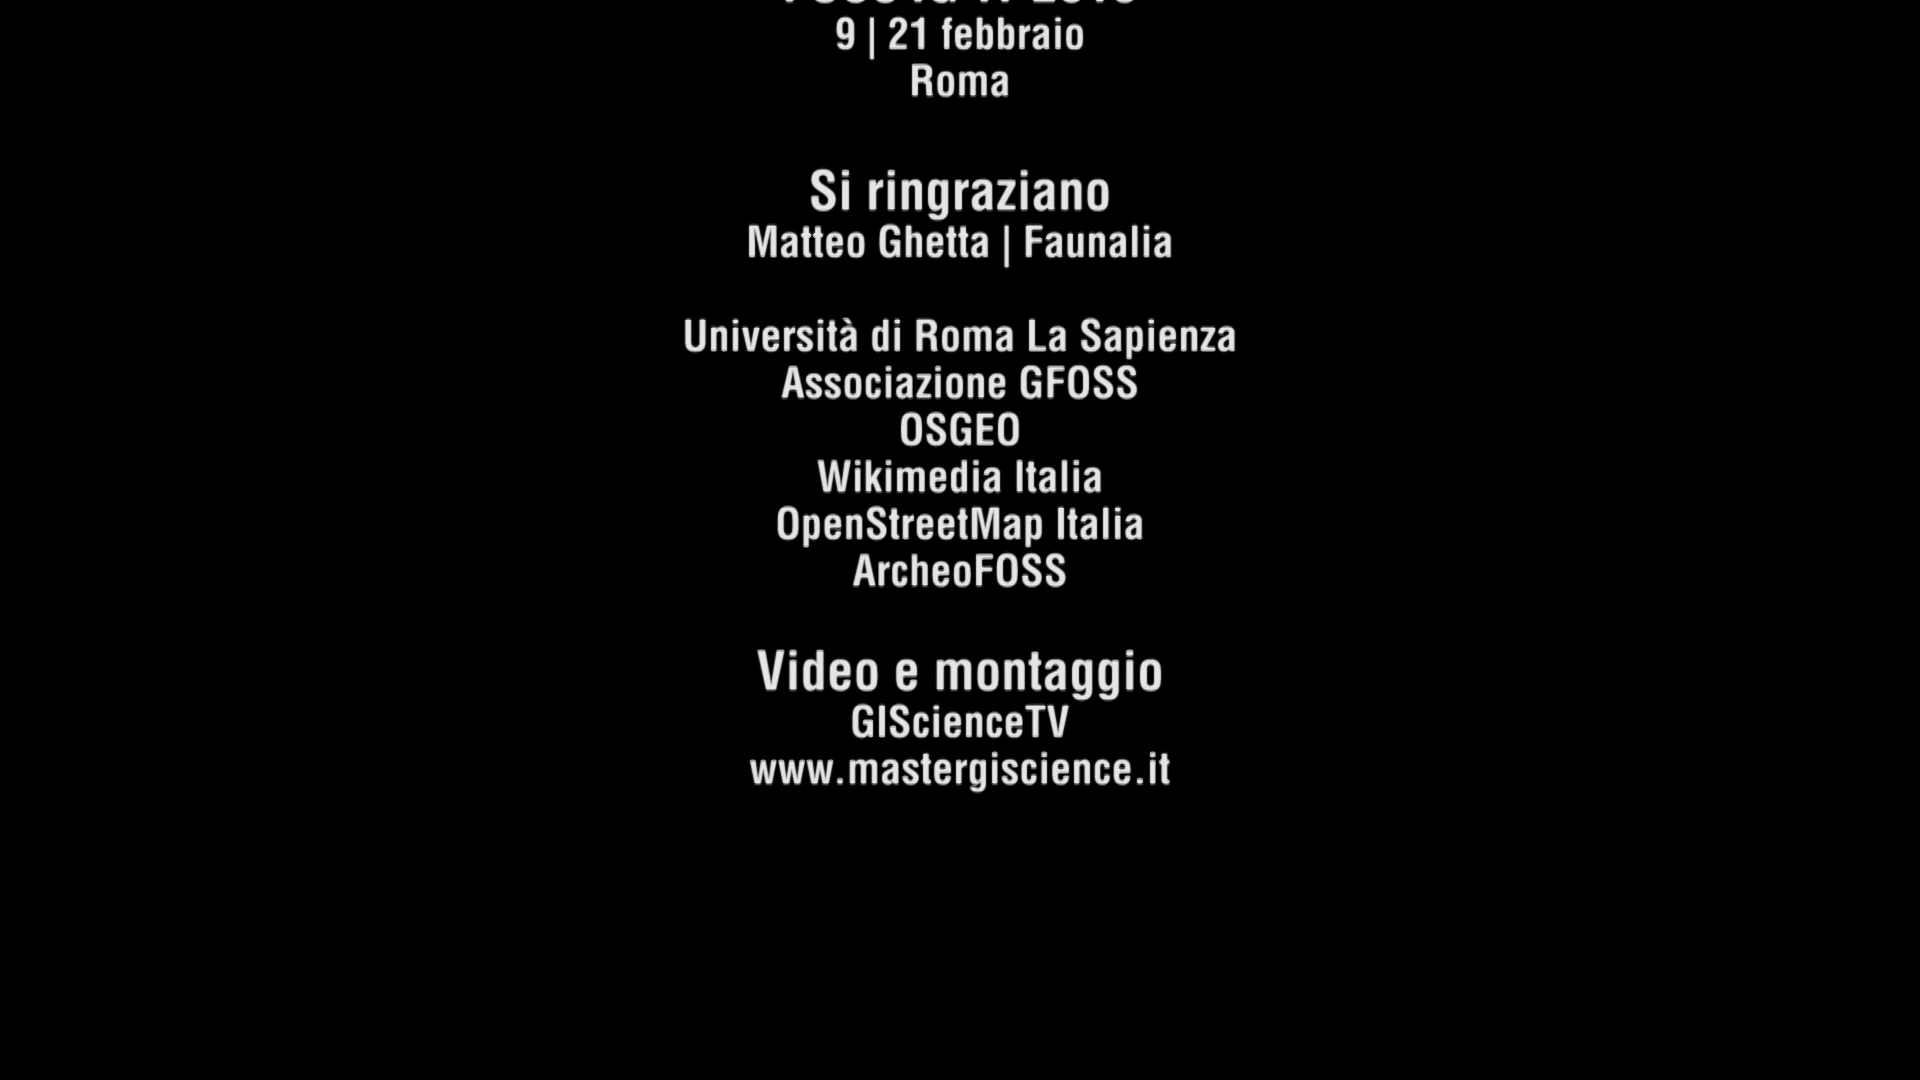 9 | 21 febbraio
Roma
Si ringraziano
Matteo Ghetta | Faunalia
Università di Roma La Sapienza
Associazione GFOSS
OSGEO
Wikimedia Italia
OpenStreetMap Italia
ArcheoFOSS
Video e montaggio
GIScienceTV
www.mastergiscience.it